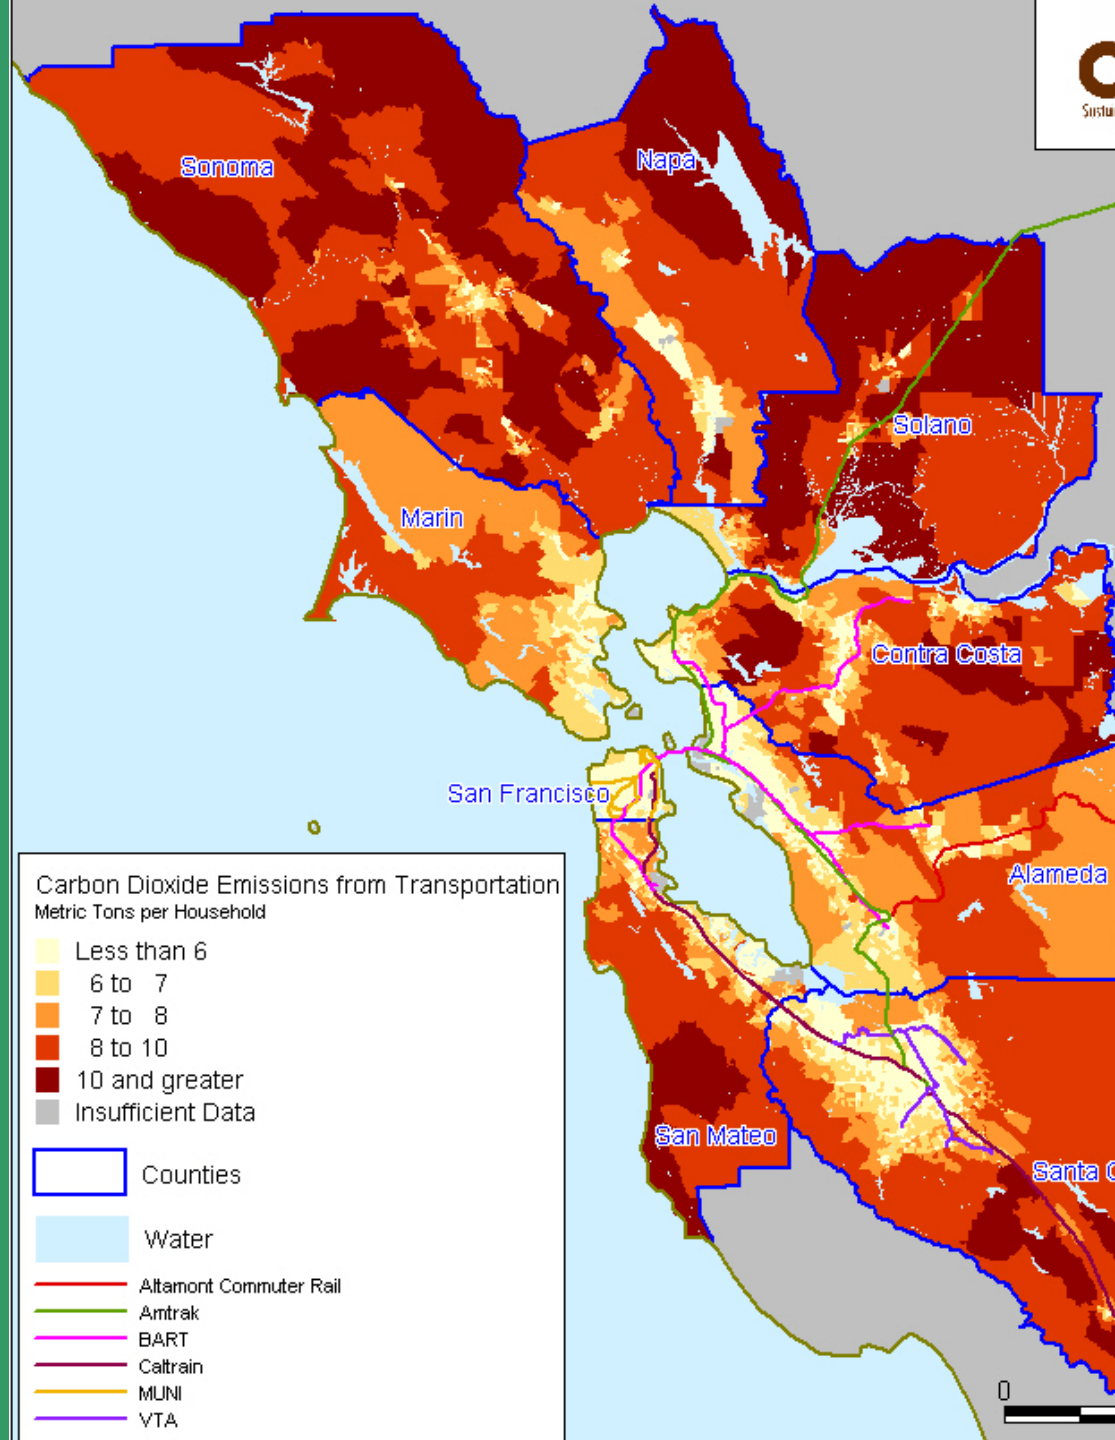 Sonoma
Napa
Solano
Marin
Contra Costa
San Francisco
Alameda
San Mateo
Santa
Carbon Dioxide Emissions from Transportation
Metric Tons per Household
Less than 6
6 to 7
7 to 8
8 to 10
10 and greater
Insufficient Data
Counties
Water
Altamont Commuter Rail
Amtrak
BART
Caltrain
MUNI
VTA
0